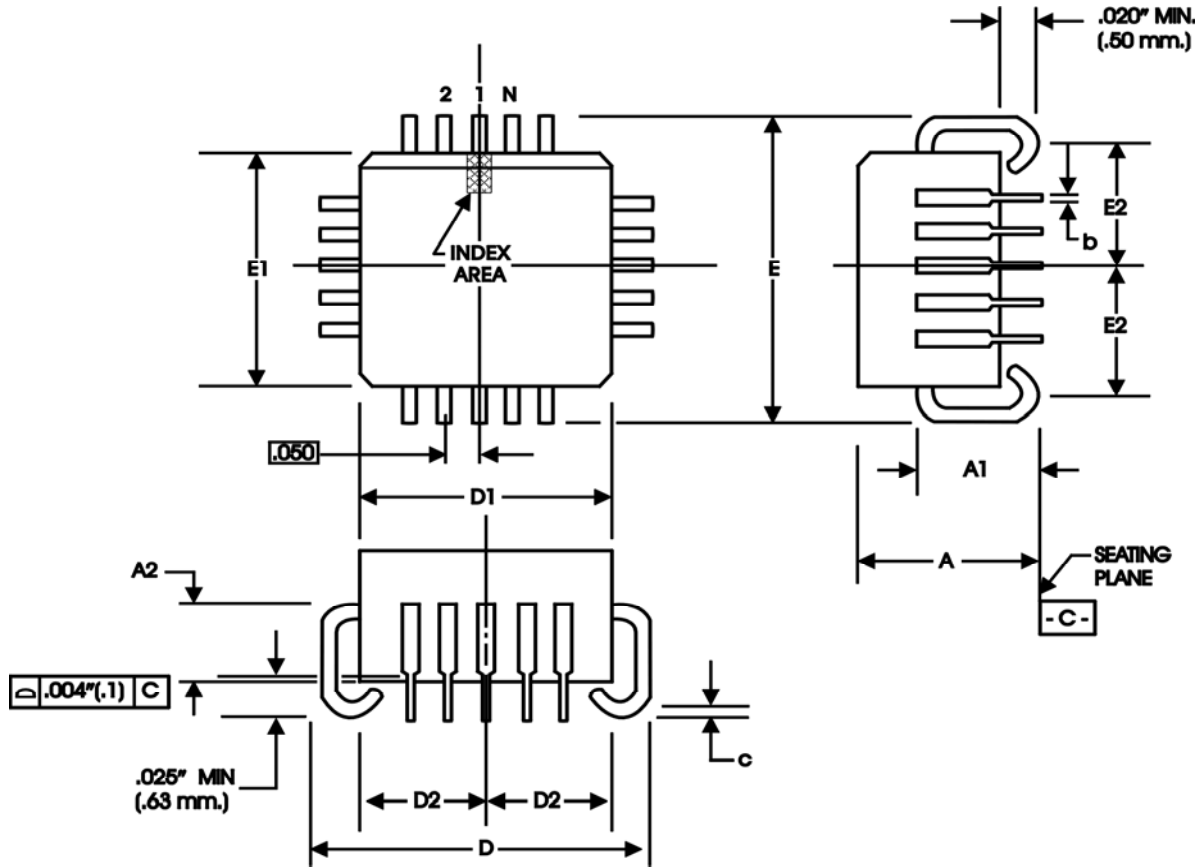 .020" MIN.
(.50 mm.)
2 1 N
E1
INDEX
AREA
E
E2
b
E2
.050
D1
A1
A
SEATING
PLANE
- C -
A2
.004"(.1) C
.025" MIN
(.63 mm.)
D2
D2
c
D